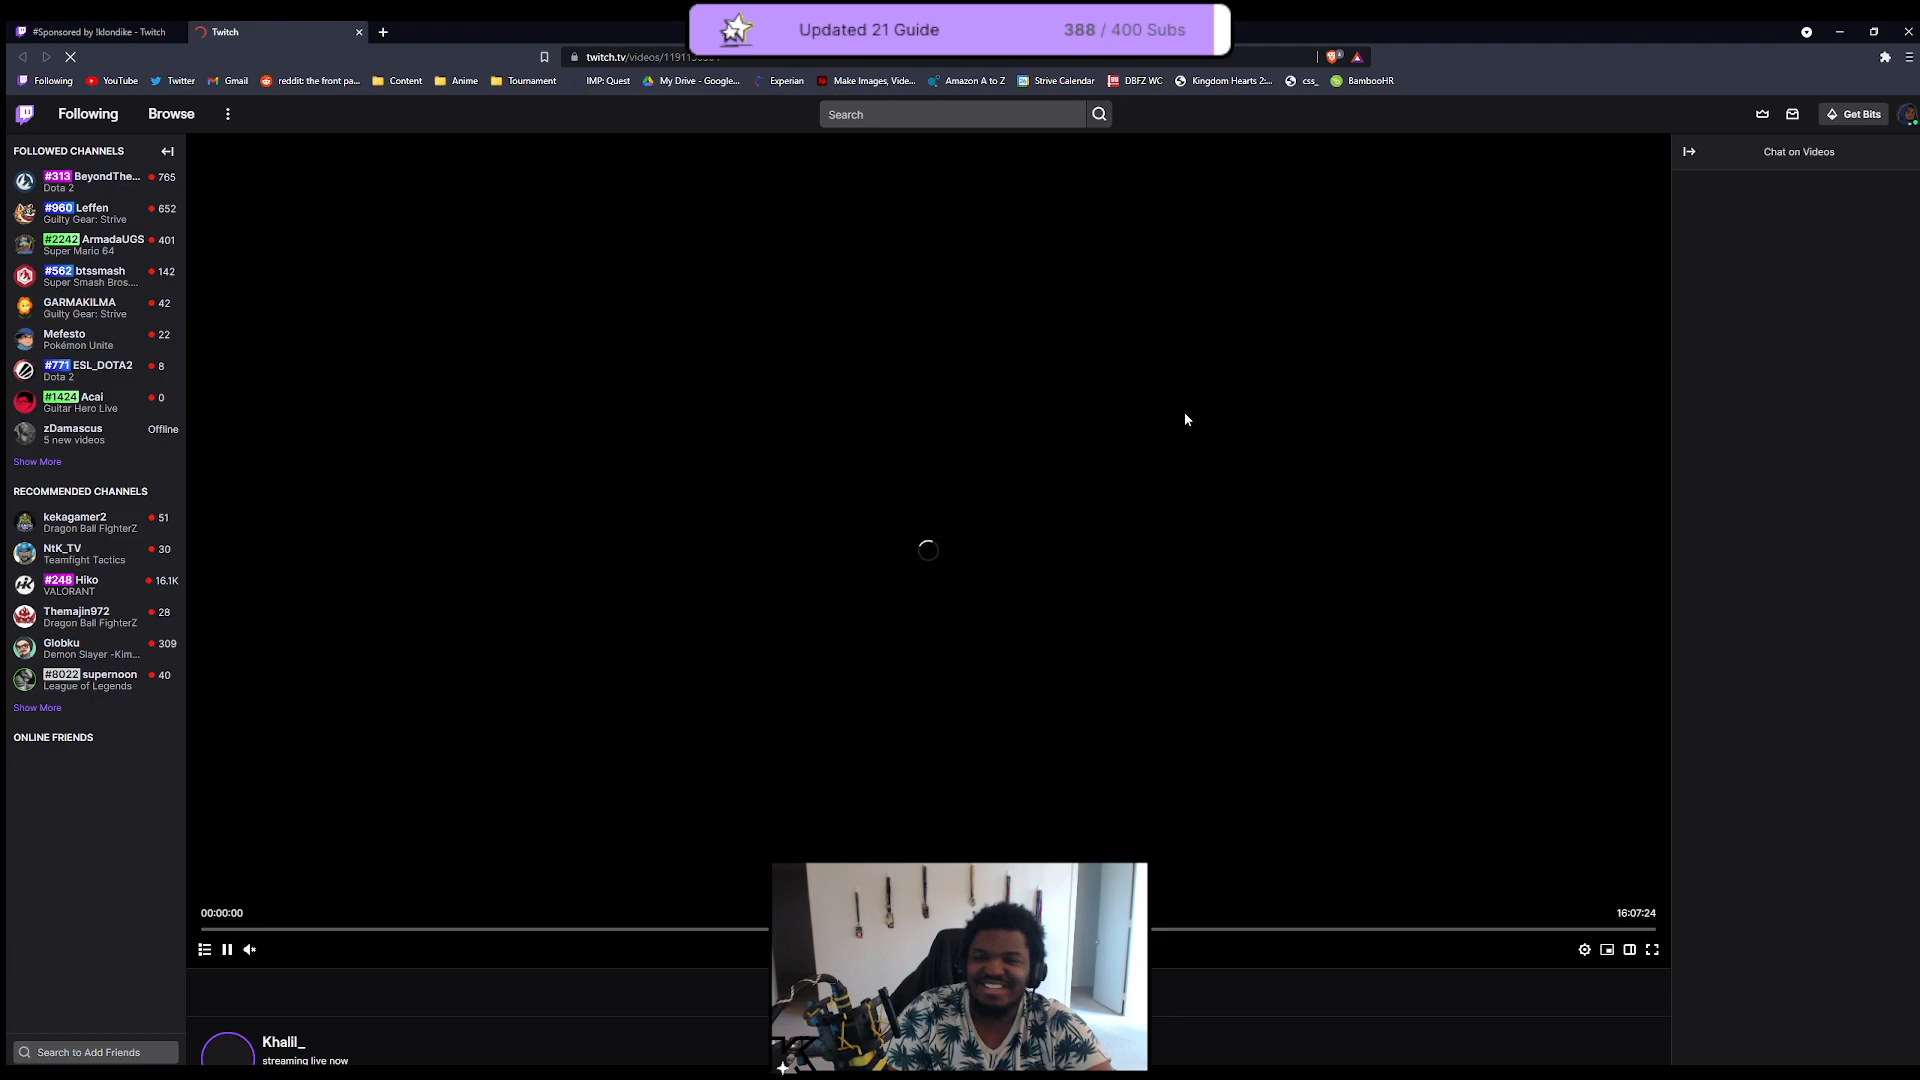 Updated 21 Guide 388 / 400 Subs
#Sponsored by !klondike - Twitch
Twitch
twitch.tv/videos/
Following YouTube Twitter Gmail reddit: the front pa... Content Anime Tournament IMP: Quest My Drive - Google... Experian Make Images, Vide... Amazon A to Z Strive Calendar DBFZ WC Kingdom Hearts 2:... css_ BambooHR
Following Browse Search Get Bits
FOLLOWED CHANNELS
#313 BeyondThe... 765
Dota 2
#960 Leffen 652
Guilty Gear: Strive
#2242 ArmadaUGS 401
Super Mario 64
#562 btssmash 142
Super Smash Bros....
GARMAKILMA 42
Guilty Gear: Strive
Mefesto 22
Pokémon Unite
#771 ESL_DOTA2 8
Dota 2
#1424 Acai 0
Guitar Hero Live
zDamascus Offline
5 new videos
Show More
RECOMMENDED CHANNELS
kekagamer2 51
Dragon Ball FighterZ
NtK_TV 30
Teamfight Tactics
#248 Hiko 16.1K
VALORANT
Themajin972 28
Dragon Ball FighterZ
Globku 309
Demon Slayer -Kim...
#8022 supernoon 40
League of Legends
Show More
ONLINE FRIENDS
Search to Add Friends
Chat on Videos
00:00:00 16:07:24
Khalil_
streaming live now